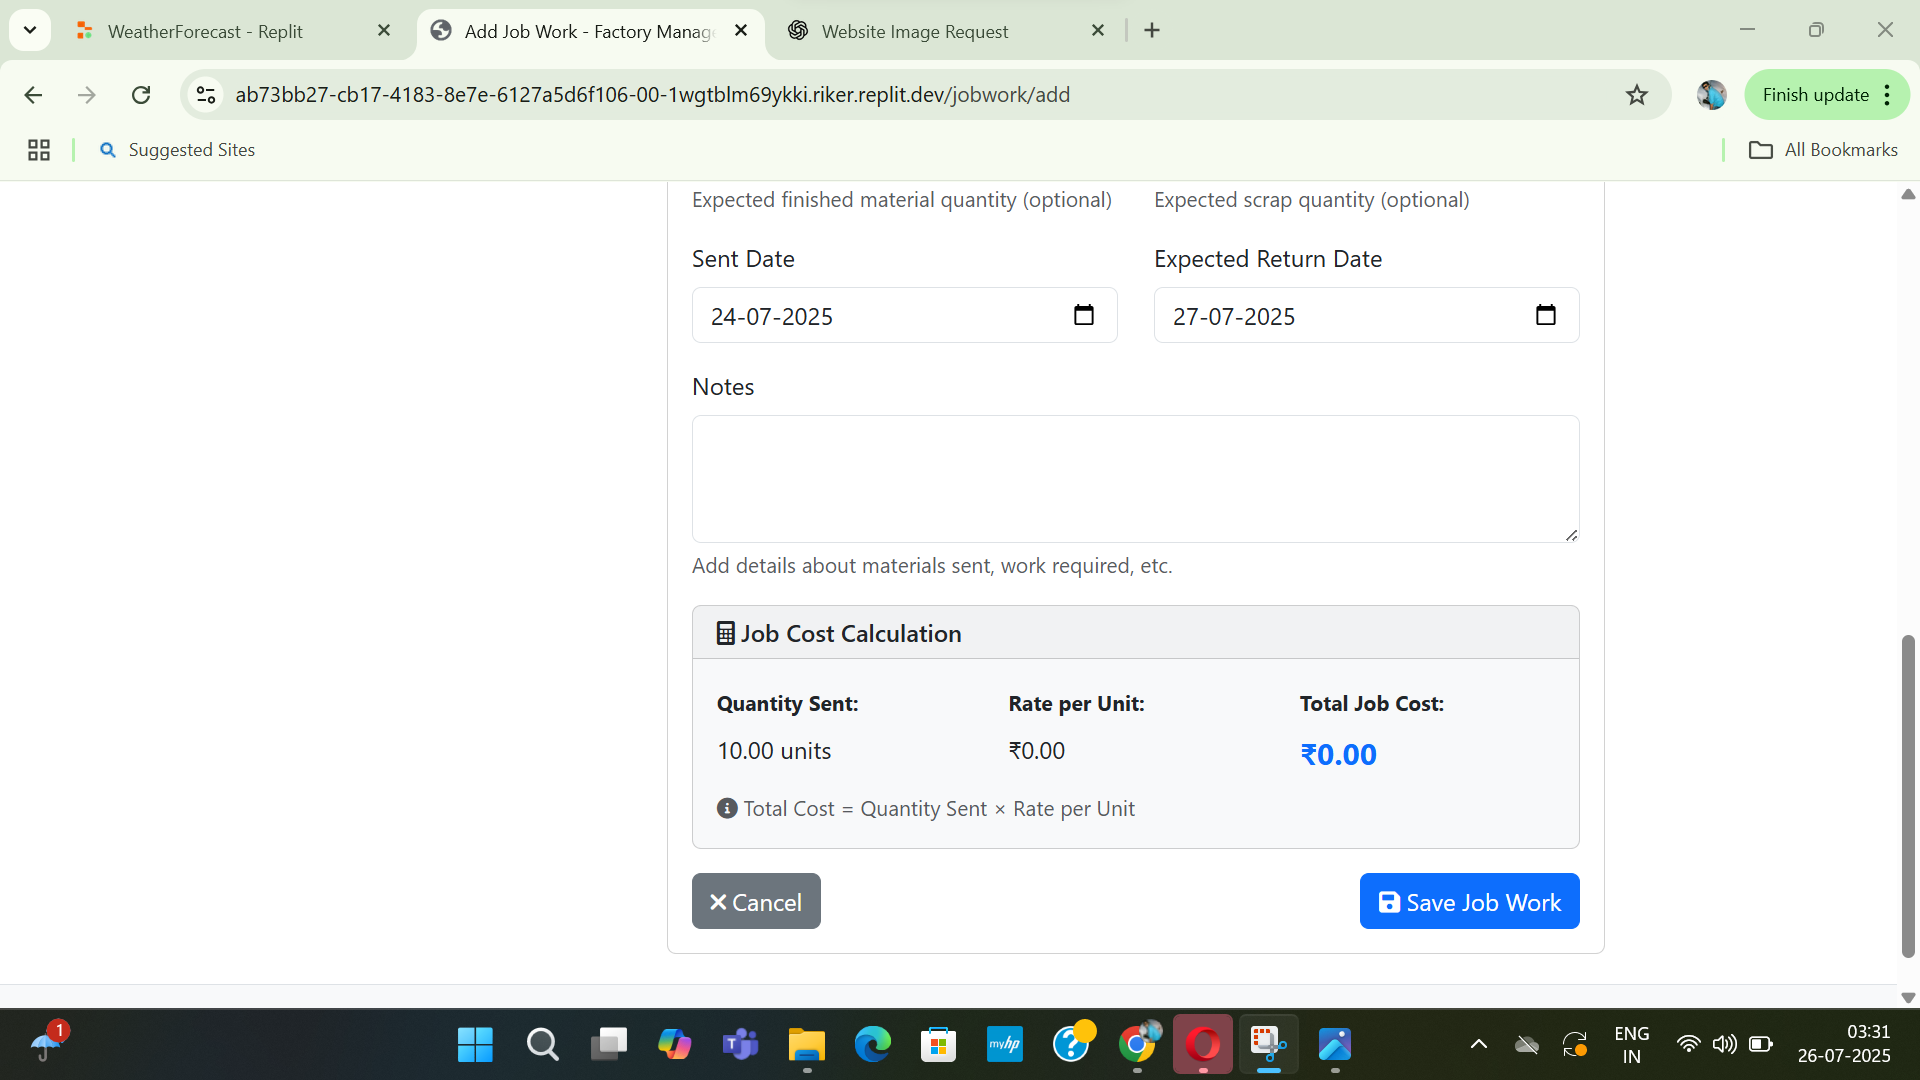 WeatherForecast - Replit
Add Job Work - Factory Manage
Website Image Request
ab73bb27-cb17-4183-8e7e-6127a5d6f106-00-1wgtblm69ykki.riker.replit.dev/jobwork/add
Finish update
Suggested Sites
All Bookmarks
Expected finished material quantity (optional)
Expected scrap quantity (optional)
Sent Date
Expected Return Date
24-07-2025
27-07-2025
Notes
Add details about materials sent, work required, etc.
Job Cost Calculation
Quantity Sent:
Rate per Unit:
Total Job Cost:
10.00 units
₹0.00
₹0.00
Total Cost = Quantity Sent × Rate per Unit
Cancel
Save Job Work
1
myhp
ENG
IN
03:31
26-07-2025